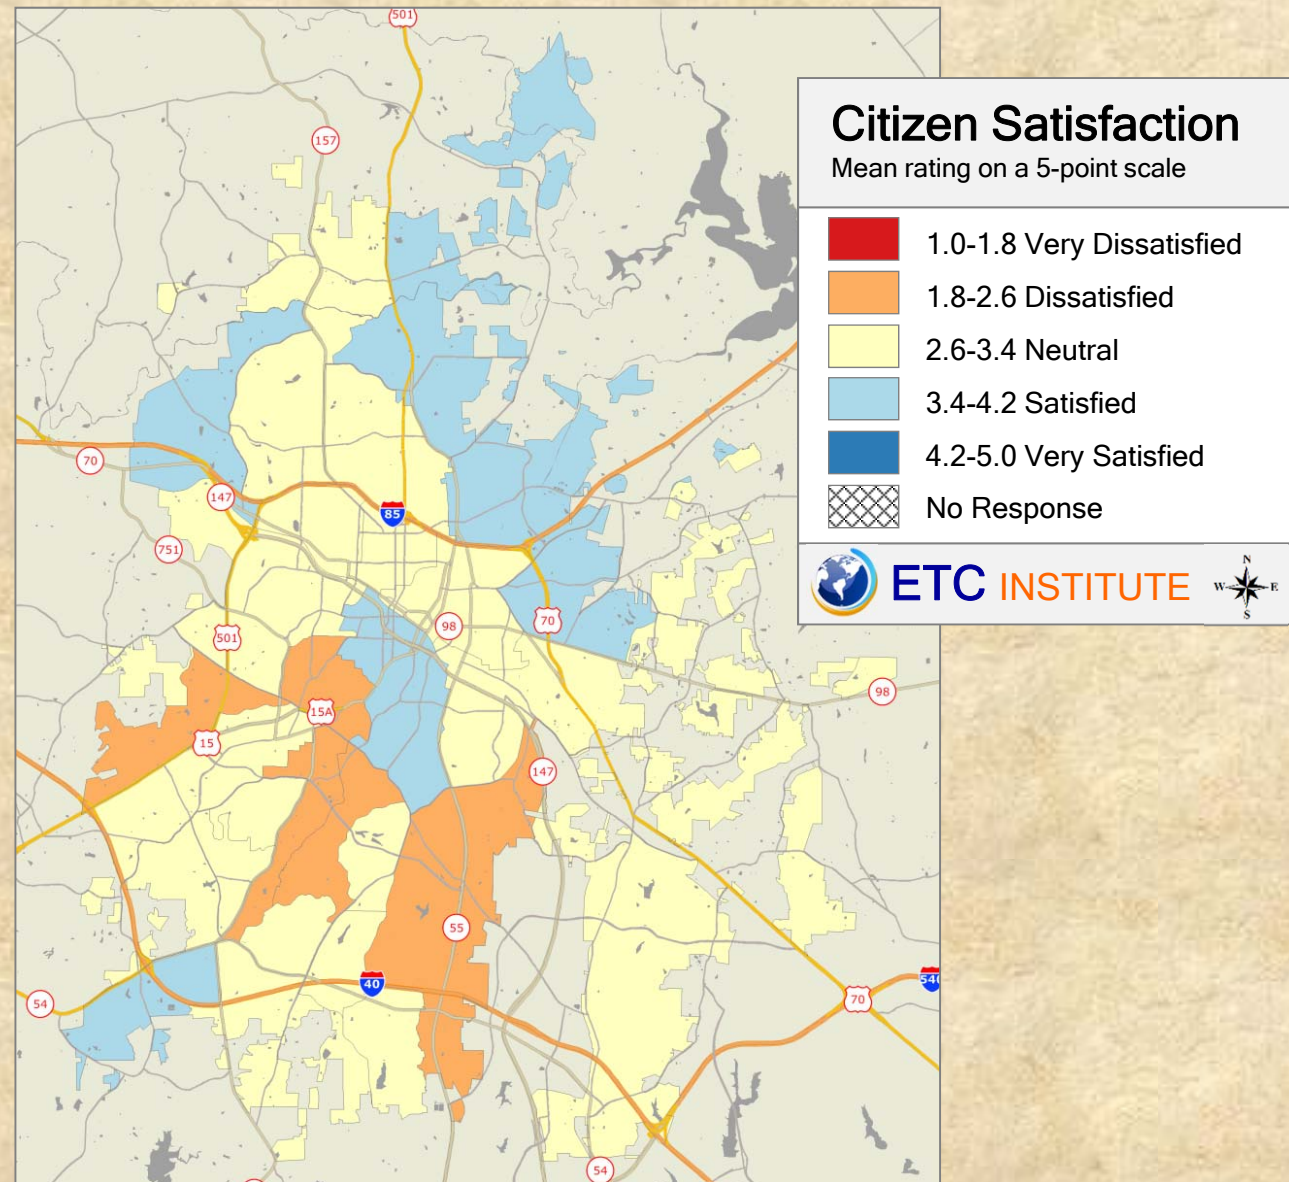 501
157
Citizen Satisfaction
Mean rating on a 5-point scale
1.0-1.8 Very Dissatisfied
1.8-2.6 Dissatisfied
2.6-3.4 Neutral
3.4-4.2 Satisfied
4.2-5.0 Very Satisfied
No Response
ETC INSTITUTE
N
W E
S
70
147
85
751
501
98
70
98
15A
15
147
55
40
54
70
540
54